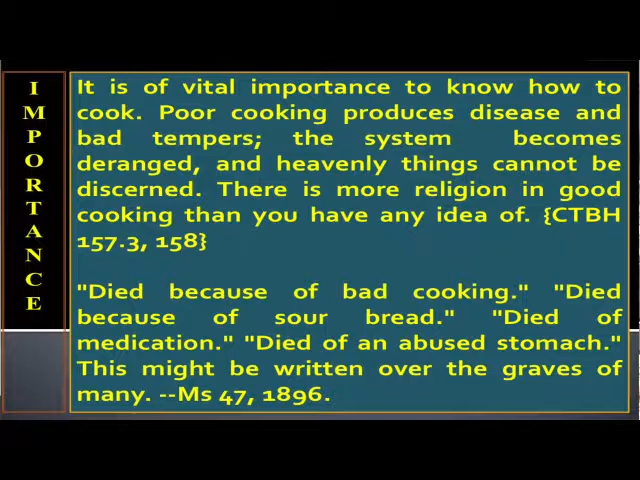 I
M
P
O
R
T
A
N
C
E
It is of vital importance to know how to
cook. Poor cooking produces disease and
bad tempers; the system becomes
deranged, and heavenly things cannot be
discerned. There is more religion in good
cooking than you have any idea of. {CTBH
157.3, 158}
"Died because of bad cooking." "Died
because of sour bread." "Died of
medication." "Died of an abused stomach."
This might be written over the graves of
many. --Ms 47, 1896.